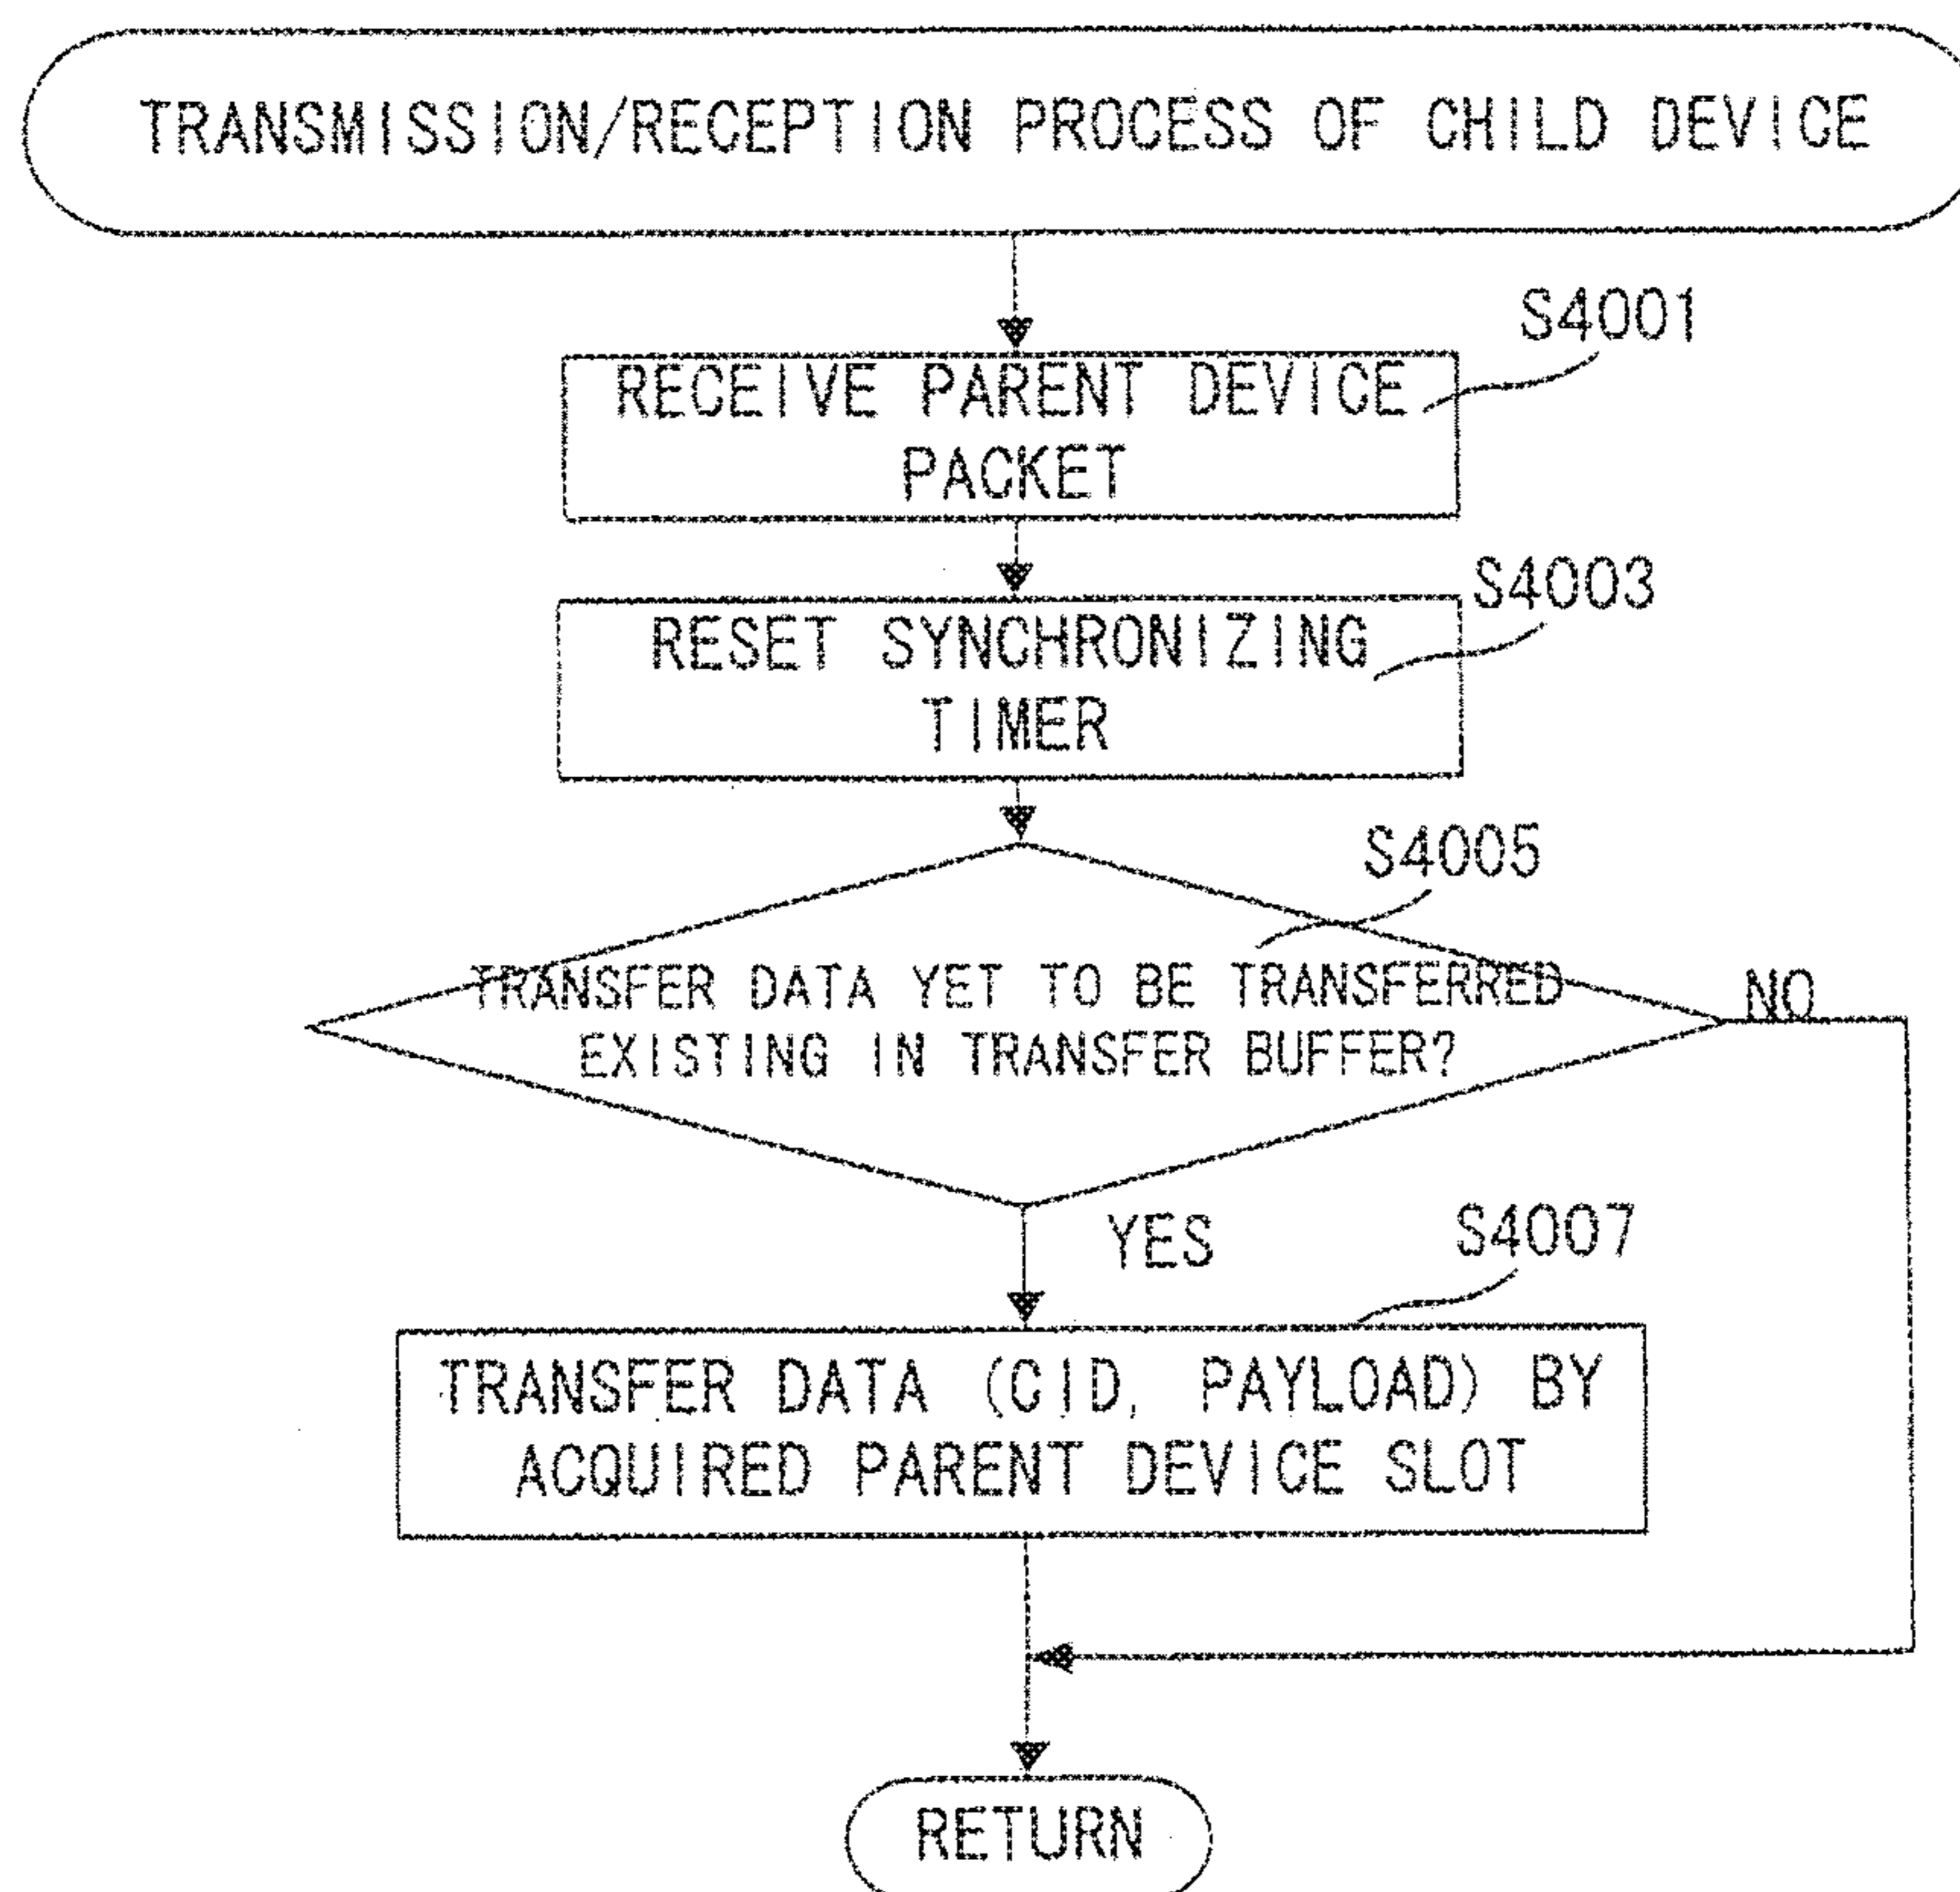 TRANSMISSION/RECEPTION PROCESS OF CHILD DEVICE
S4001
RECEIVE PARENT DEVICE
PACKET
S4003
RESET SYNCHRONIZING
TIMER
S4005
TRANSFER DATA YET TO BE TRANSFERRED
EXISTING IN TRANSFER BUFFER?
NO
YES
S4007
TRANSFER DATA (CID, PAYLOAD) BY
ACQUIRED PARENT DEVICE SLOT
RETURN